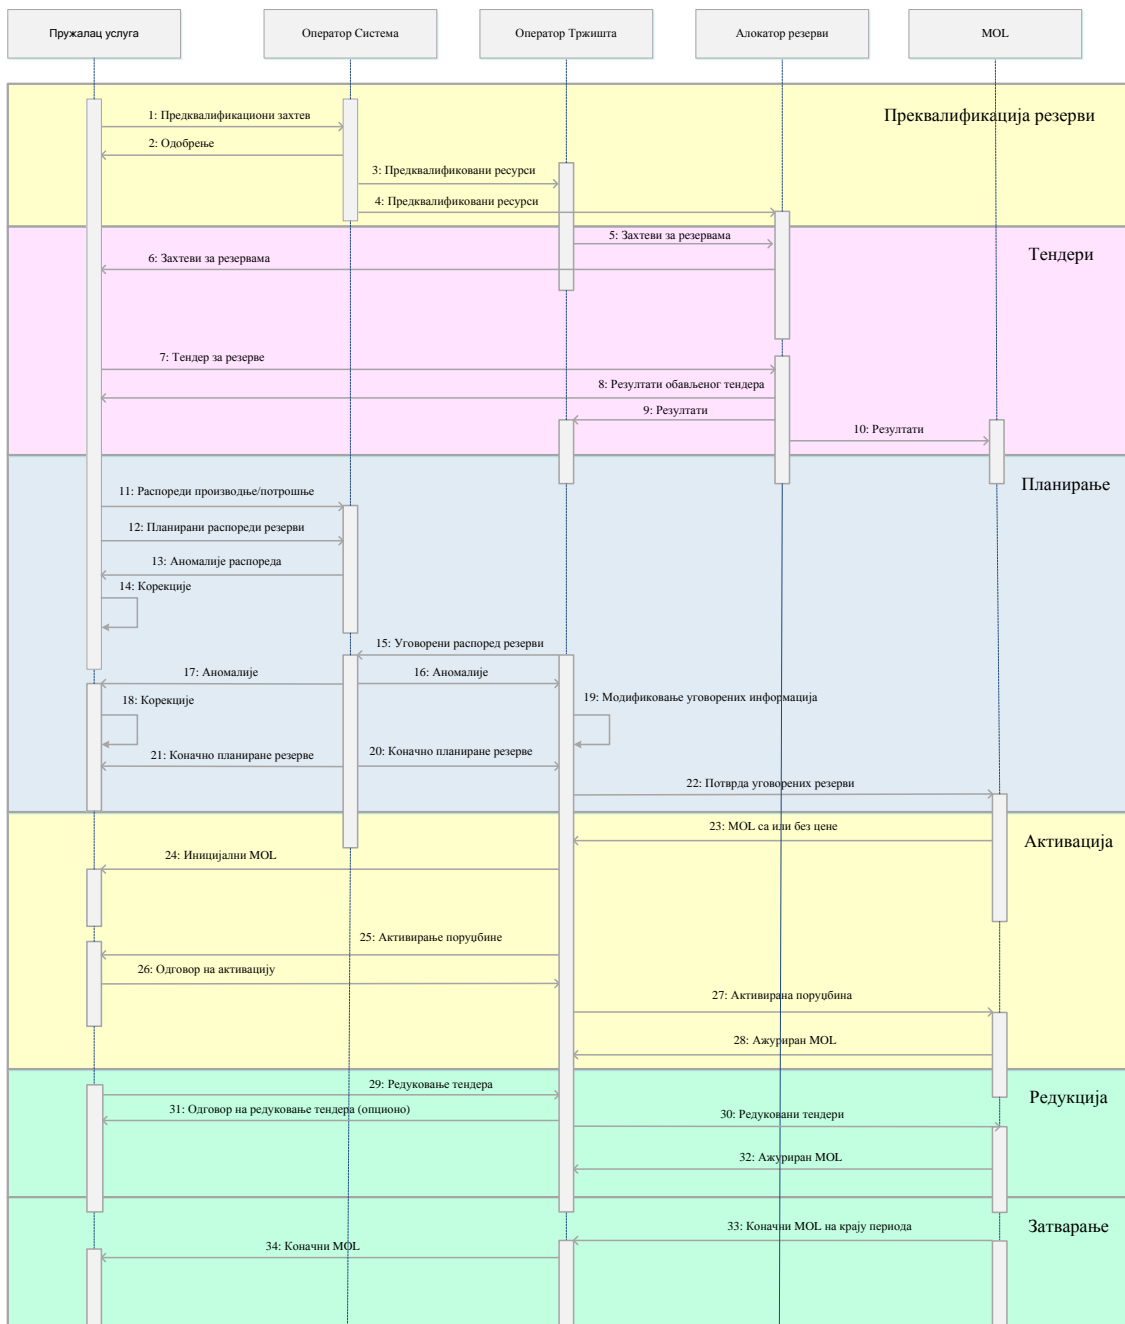 Пружалац услуга
Оператор Система
Оператор Тржишта
Алокатор резерви
MOL
Преквалификација резерви
1: Предквалификациони захтев
2: Одобрење
3: Предквалификовани ресурси
4: Предквалификовани ресурси
5: Захтеви за резервама
Тендери
6: Захтеви за резервама
7: Тендер за резерве
8: Резултати обављеног тендера
9: Резултати
10: Резултати
Планирање
11: Распореди производње/потрошње
12: Планирани распореди резерви
13: Аномалије распореда
14: Корекције
15: Уговорени распоред резерви
17: Аномалије
16: Аномалије
18: Корекције
19: Модификовање уговорених информација
21: Коначно планиране резерве
20: Коначно планиране резерве
22: Потврда уговорених резерви
23: MOL са или без цене
Активација
24: Иницијални MOL
25: Активирање поруџбине
26: Одговор на активацију
27: Активирана поруџбина
28: Ажуриран MOL
29: Редуковање тендера
Редукција
31: Одговор на редуковање тендера (опционо)
30: Редуковани тендери
32: Ажуриран MOL
33: Коначни MOL на крају периода
Затварање
34: Коначни MOL